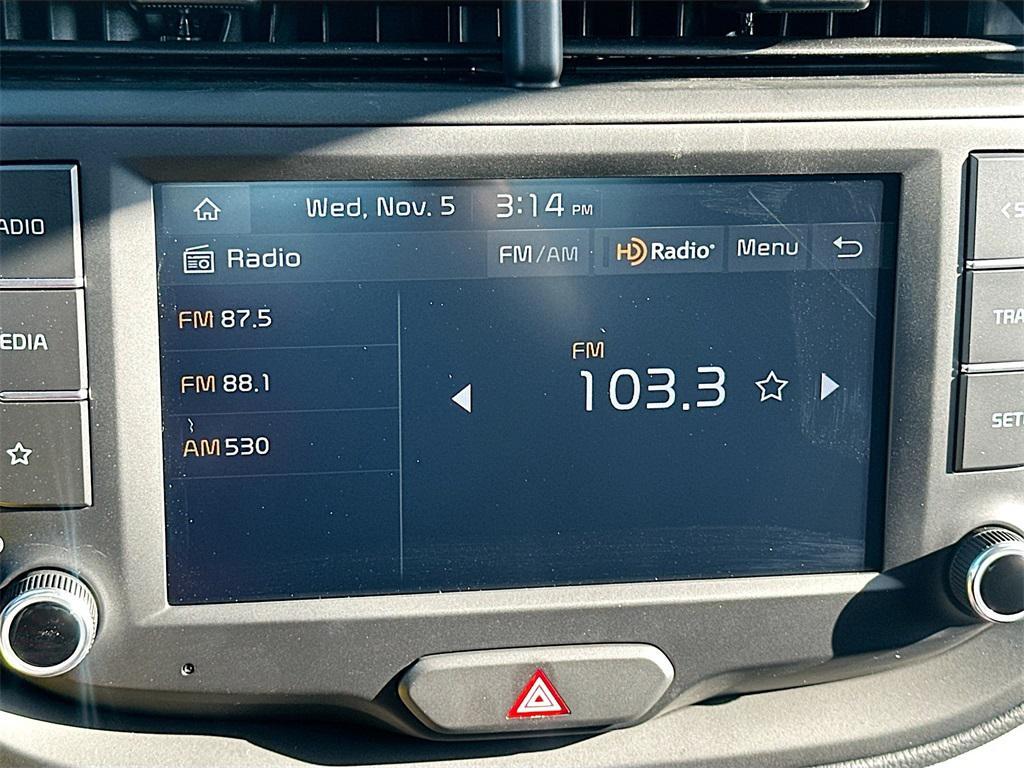 Wed, Nov. 5 3:14 PM
Radio FM/AM HD Radio Menu
FM 87.5
FM 88.1
AM 530
FM
103.3
ADIO
EDIA
<S
TRA
SET